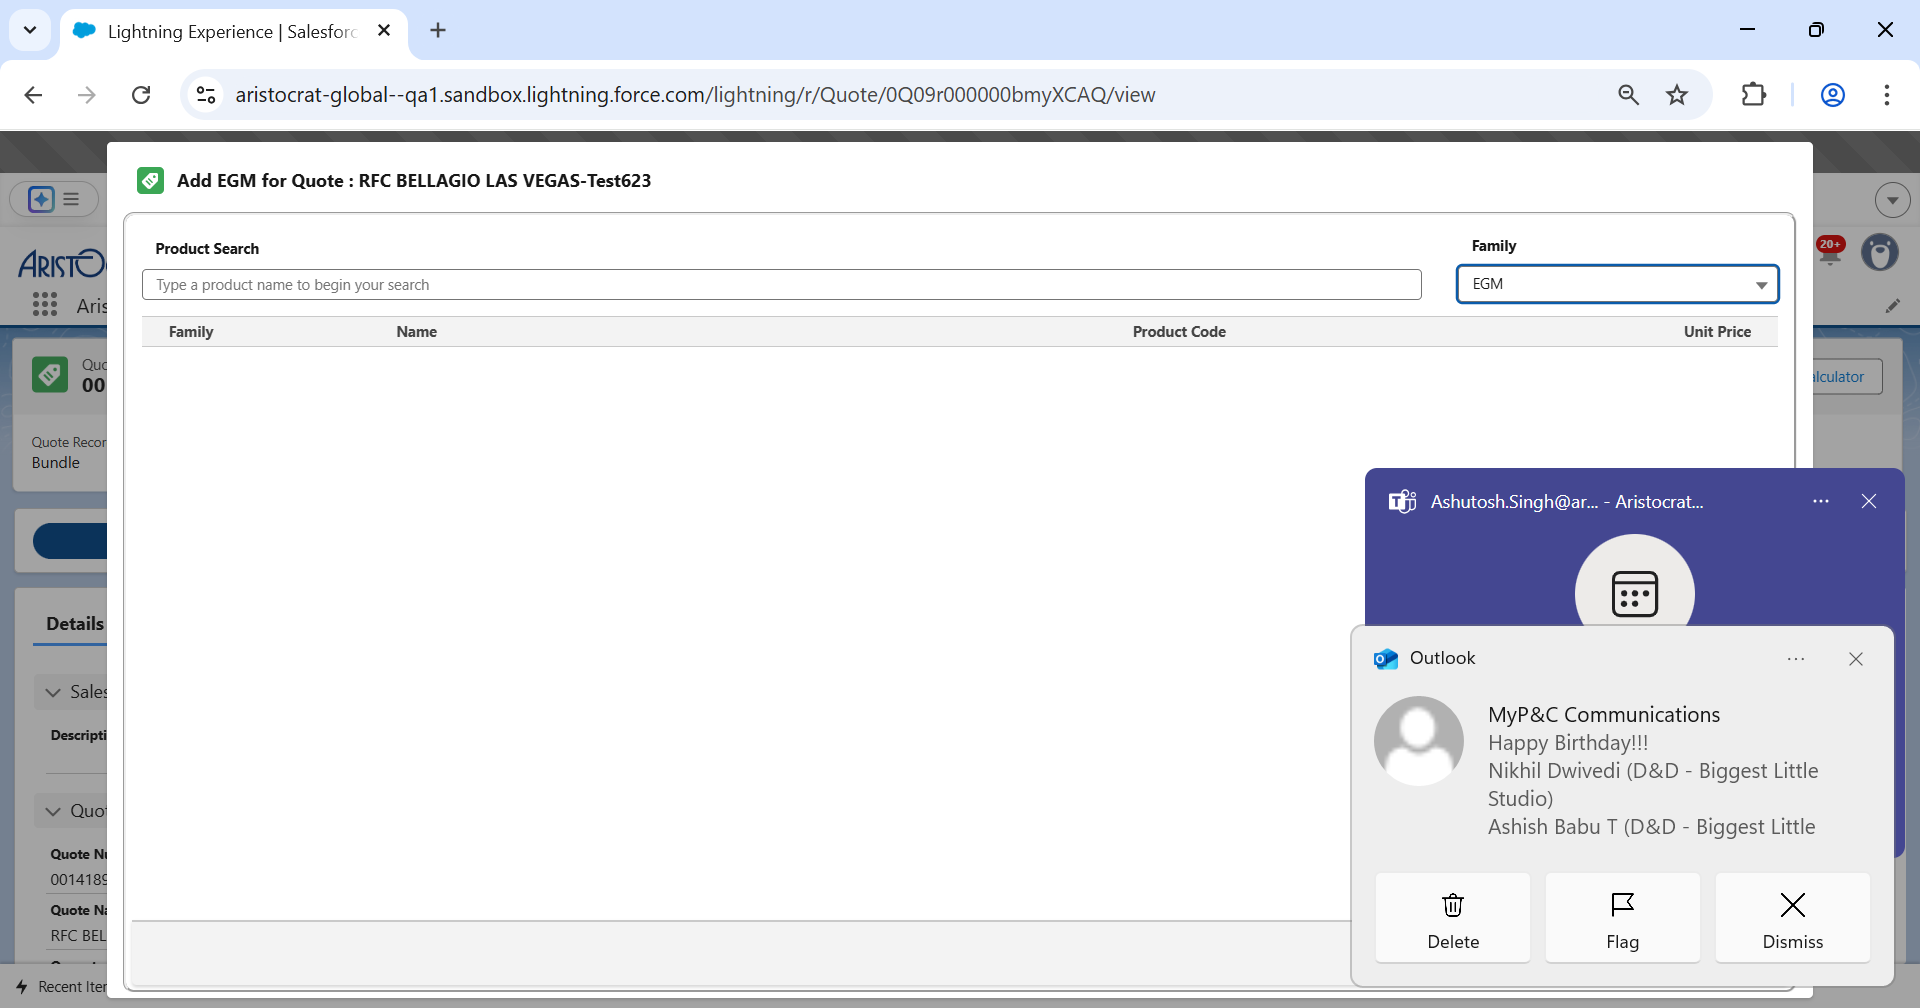 Lightning Experience | Salesforc
aristocrat-global--qa1.sandbox.lightning.force.com/lightning/r/Quote/0Q09r000000bmyXCAQ/view
Add EGM for Quote : RFC BELLAGIO LAS VEGAS-Test623
Product Search
Family
Type a product name to begin your search
EGM
Family Name Product Code Unit Price
20+
ARISTO
Aris
Quo
00
alculator
Quote Recor
Bundle
Details
Sales
Descripti
Quot
Quote Nu
0014189
Quote Na
RFC BEL
Recent Iter
Ashutosh.Singh@ar... - Aristocrat...
Outlook
MyP&C Communications
Happy Birthday!!!
Nikhil Dwivedi (D&D - Biggest Little
Studio)
Ashish Babu T (D&D - Biggest Little
Delete Flag Dismiss